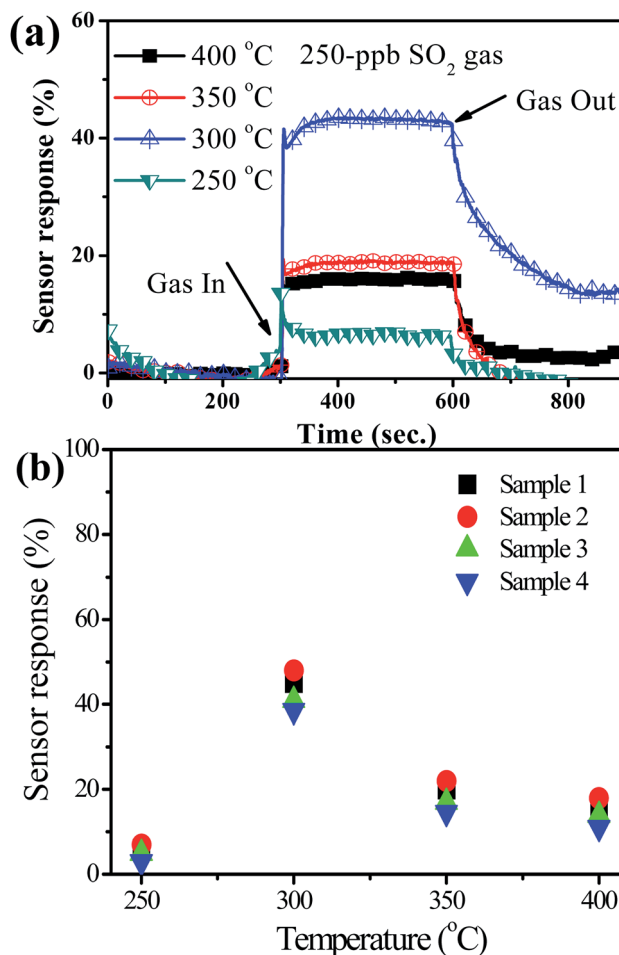 (a)
60
40
20
0
Sensor response (%)
400 °C
350 °C
300 °C
250 °C
250-ppb SO₂ gas
Gas Out
Gas In
0 200 400 600 800
Time (sec.)
(b)
100
80
60
40
20
0
Sensor response (%)
Sample 1
Sample 2
Sample 3
Sample 4
250 300 350 400
Temperature (°C)